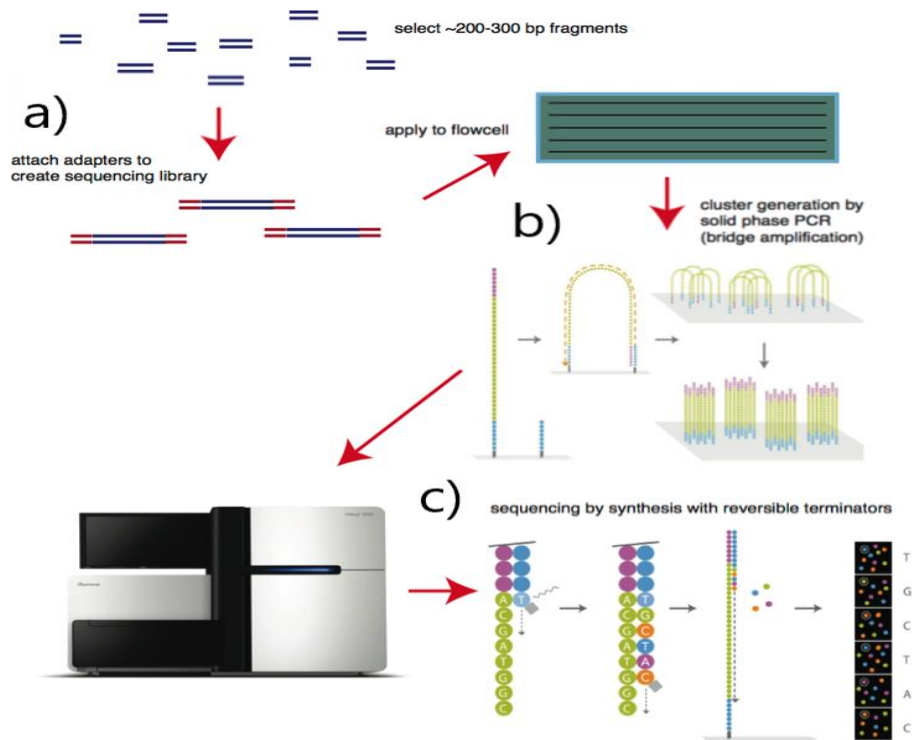 select ~200-300 bp fragments
a)
apply to flowcell
attach adapters to
create sequencing library
cluster generation by
solid phase PCR
(bridge amplification)
b)
c)
sequencing by synthesis with reversible terminators
A T
C
G
A
T
G
G
C
A T
C G
G C
A T
T A
G C
G
C
T
G
C
T
A
C